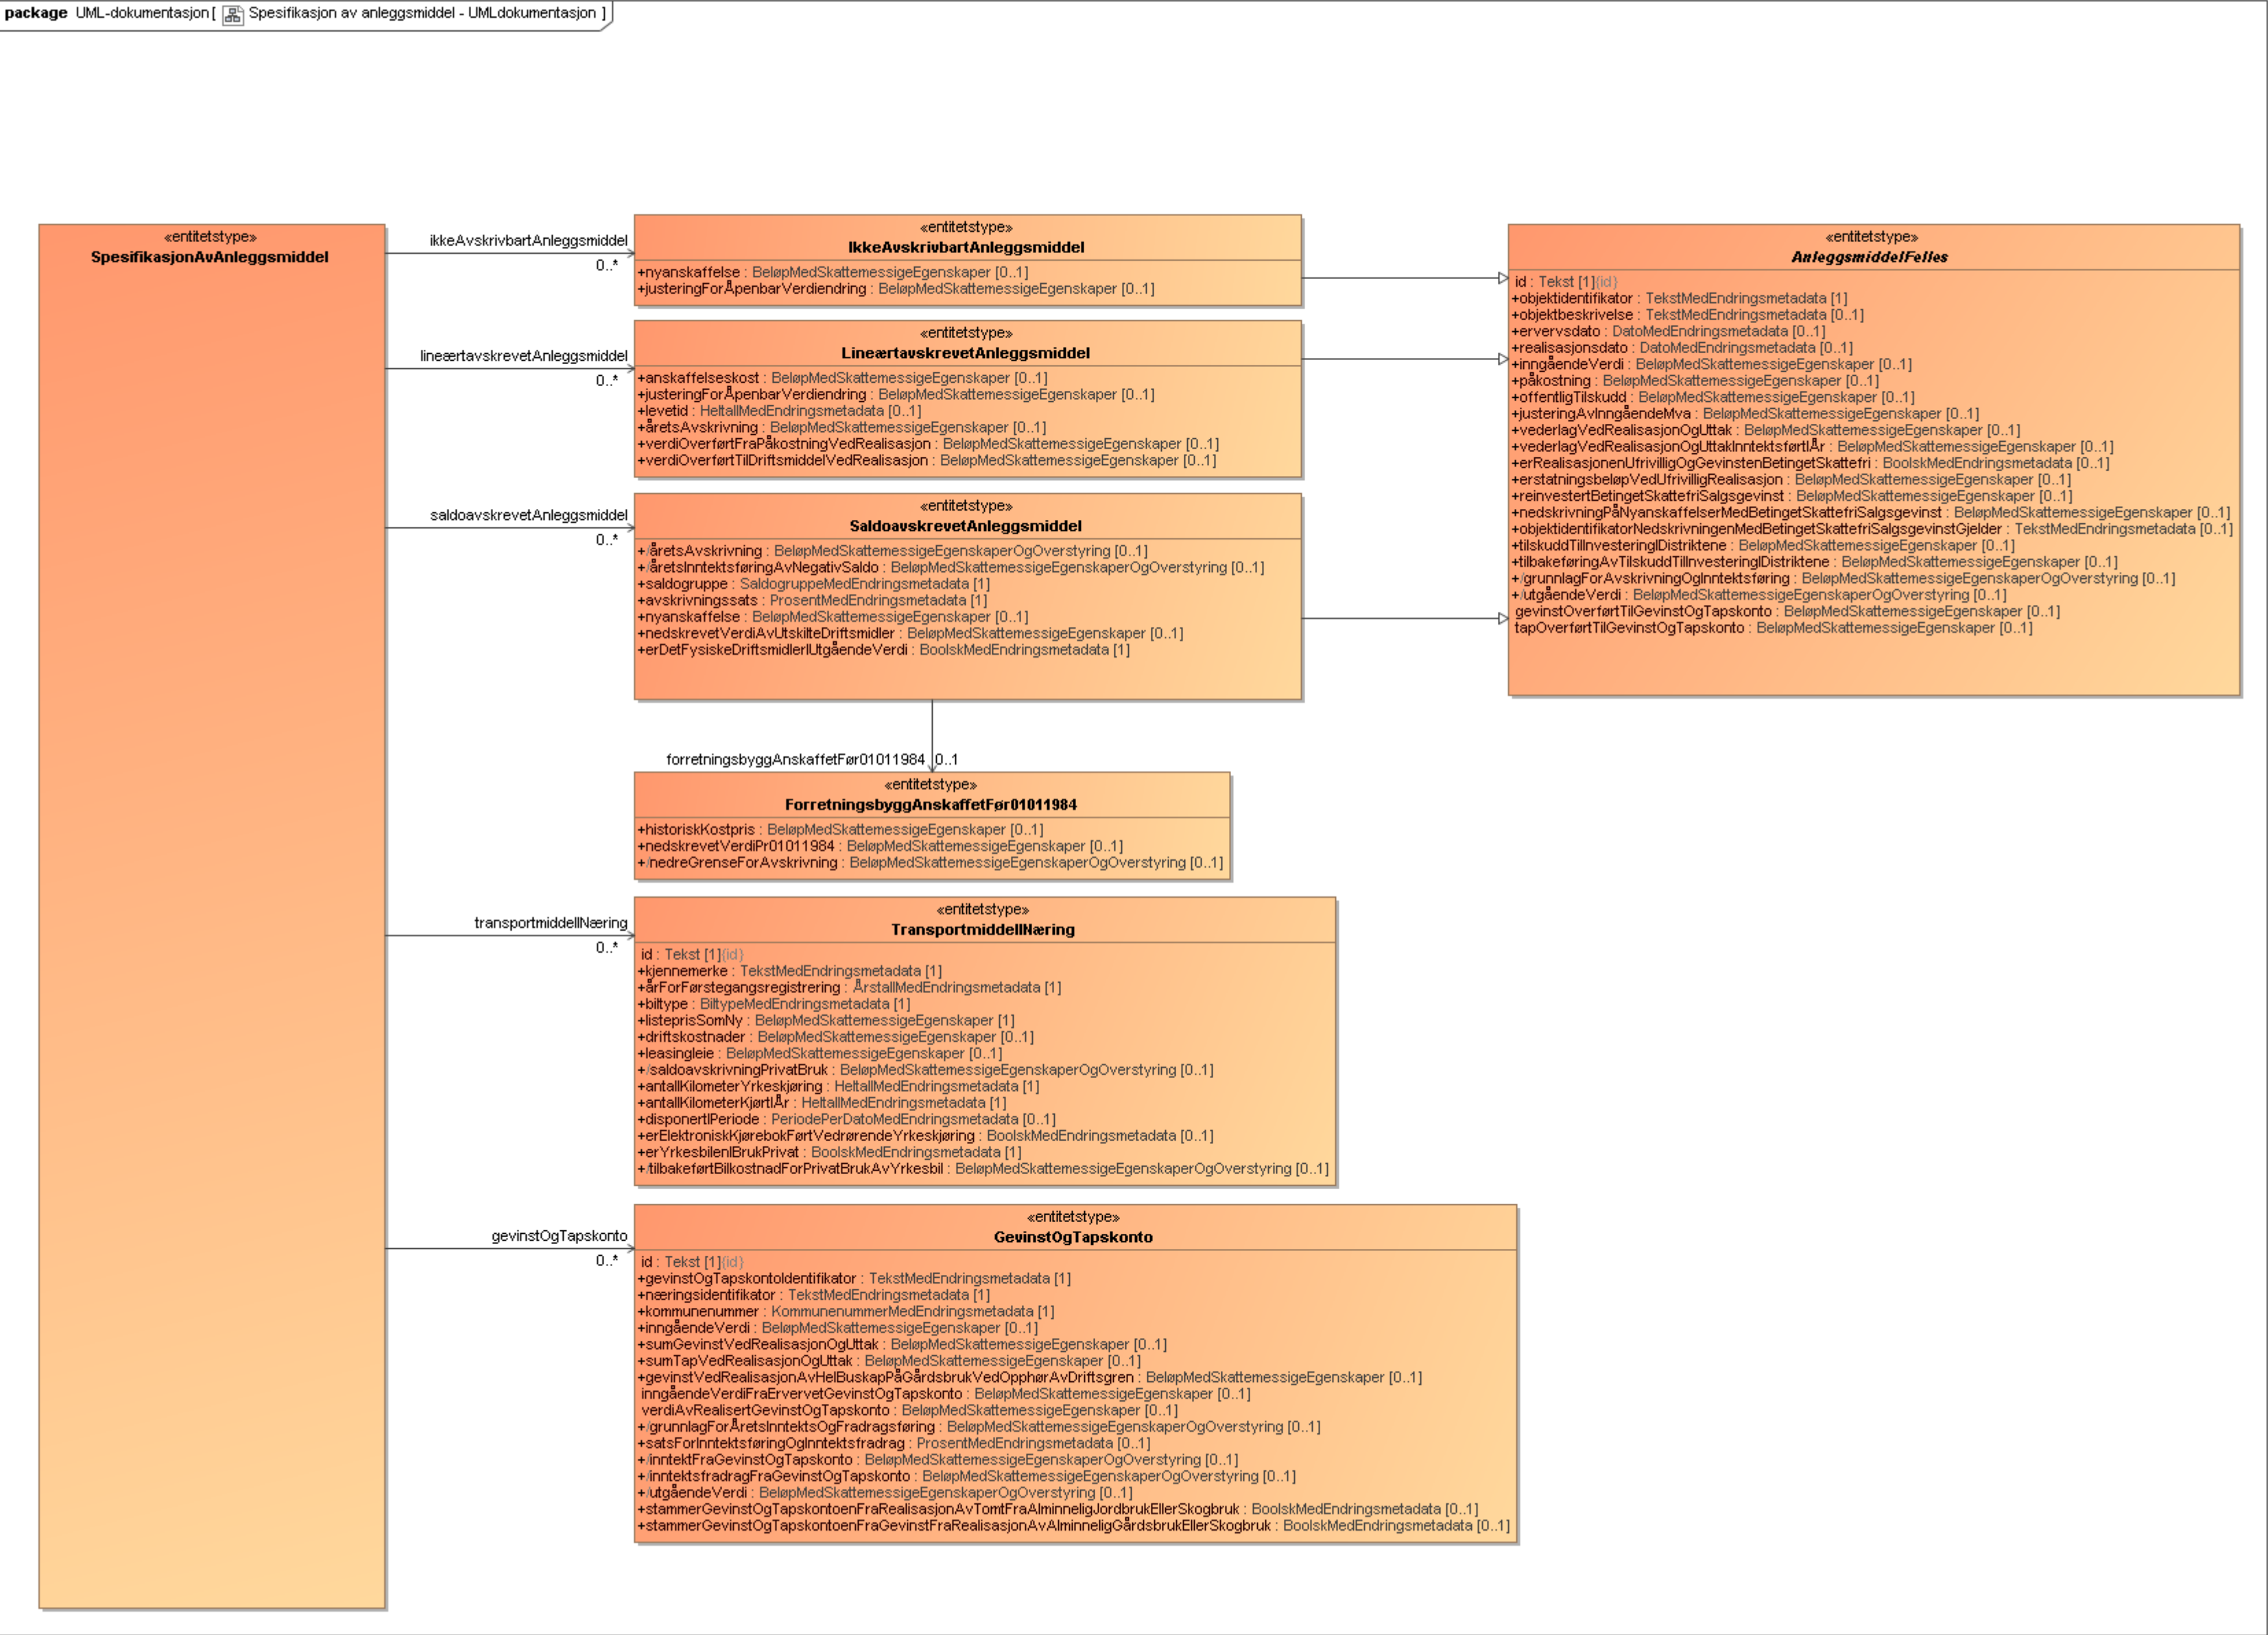 package UML-dokumentasjon [ Spesifikasjon av anleggsmiddel - UMLdokumentasjon ]
«entitetstype»
SpesifikasjonAvAnleggsmiddel
ikkeAvskrivbartAnleggsmiddel
0..*
«entitetstype»
IkkeAvskrivbartAnleggsmiddel
+nyanskaffelse : BeløpMedSkattemessigeEgenskaper [0..1]
+justeringForÅpenbarVerdiendring : BeløpMedSkattemessigeEgenskaper [0..1]
lineærtavskrevetAnleggsmiddel
0..*
«entitetstype»
LineærtavskrevetAnleggsmiddel
+anskaffelseskost : BeløpMedSkattemessigeEgenskaper [0..1]
+justeringForÅpenbarVerdiendring : BeløpMedSkattemessigeEgenskaper [0..1]
+levetid : HeltallMedEndringsmetadata [0..1]
+åretsAvskrivning : BeløpMedSkattemessigeEgenskaper [0..1]
+verdiOverførtFraPåkostningVedRealisasjon : BeløpMedSkattemessigeEgenskaper [0..1]
+verdiOverførtTilDriftsmiddelVedRealisasjon : BeløpMedSkattemessigeEgenskaper [0..1]
saldoavskrevetAnleggsmiddel
0..*
«entitetstype»
SaldoavskrevetAnleggsmiddel
+/åretsAvskrivning : BeløpMedSkattemessigeEgenskaperOgOverstyring [0..1]
+/åretsInntektsføringAvNegativSaldo : BeløpMedSkattemessigeEgenskaperOgOverstyring [0..1]
+saldogruppe : SaldogruppeMedEndringsmetadata [1]
+avskrivningssats : ProsentMedEndringsmetadata [1]
+nyanskaffelse : BeløpMedSkattemessigeEgenskaper [0..1]
+nedskrevetVerdiAvUtskilteDriftsmidler : BeløpMedSkattemessigeEgenskaper [0..1]
+erDetFysiskeDriftsmidlerIUtgåendeVerdi : BoolskMedEndringsmetadata [1]
«entitetstype»
AnleggsmiddelFelles
id : Tekst [1]{id}
+objektidentifikator : TekstMedEndringsmetadata [1]
+objektbeskrivelse : TekstMedEndringsmetadata [0..1]
+ervervsdato : DatoMedEndringsmetadata [0..1]
+realisasjonsdato : DatoMedEndringsmetadata [0..1]
+inngåendeVerdi : BeløpMedSkattemessigeEgenskaper [0..1]
+påkostning : BeløpMedSkattemessigeEgenskaper [0..1]
+offentligTilskudd : BeløpMedSkattemessigeEgenskaper [0..1]
+justeringAvInngåendeMva : BeløpMedSkattemessigeEgenskaper [0..1]
+vederlagVedRealisasjonOgUttak : BeløpMedSkattemessigeEgenskaper [0..1]
+vederlagVedRealisasjonOgUttakInntektsførtIÅr : BeløpMedSkattemessigeEgenskaper [0..1]
+erRealisasjonenUfrivilligOgGevinstenBetingetSkattefri : BoolskMedEndringsmetadata [0..1]
+erstatningsbeløpVedUfrivilligRealisasjon : BeløpMedSkattemessigeEgenskaper [0..1]
+reinvestertBetingetSkattefriSalgsgevinst : BeløpMedSkattemessigeEgenskaper [0..1]
+nedskrivningPåNyanskaffelserMedBetingetSkattefriSalgsgevinst : BeløpMedSkattemessigeEgenskaper [0..1]
+objektidentifikatorNedskrivningenMedBetingetSkattefriSalgsgevinstGjelder : TekstMedEndringsmetadata [0..1]
+tilskuddTilInvesteringIDistriktene : BeløpMedSkattemessigeEgenskaper [0..1]
+tilbakeføringAvTilskuddTilInvesteringIDistriktene : BeløpMedSkattemessigeEgenskaper [0..1]
+/grunnlagForAvskrivningOgInntektsføring : BeløpMedSkattemessigeEgenskaperOgOverstyring [0..1]
+/utgåendeVerdi : BeløpMedSkattemessigeEgenskaperOgOverstyring [0..1]
gevinstOverførtTilGevinstOgTapskonto : BeløpMedSkattemessigeEgenskaper [0..1]
tapOverførtTilGevinstOgTapskonto : BeløpMedSkattemessigeEgenskaper [0..1]
forretningsbyggAnskaffetFør01011984 0..1
«entitetstype»
ForretningsbyggAnskaffetFør01011984
+historiskKostpris : BeløpMedSkattemessigeEgenskaper [0..1]
+nedskrevetVerdiPr01011984 : BeløpMedSkattemessigeEgenskaper [0..1]
+/nedreGrenseForAvskrivning : BeløpMedSkattemessigeEgenskaperOgOverstyring [0..1]
transportmiddelINæring
0..*
«entitetstype»
TransportmiddelINæring
id : Tekst [1]{id}
+kjennemerke : TekstMedEndringsmetadata [1]
+årForFørstegangsregistrering : ÅrstallMedEndringsmetadata [1]
+biltype : BiltypeMedEndringsmetadata [1]
+listeprisSomNy : BeløpMedSkattemessigeEgenskaper [1]
+driftskostnader : BeløpMedSkattemessigeEgenskaper [0..1]
+leasingleie : BeløpMedSkattemessigeEgenskaper [0..1]
+/saldoavskrivningPrivatBruk : BeløpMedSkattemessigeEgenskaperOgOverstyring [0..1]
+antallKilometerYrkeskjøring : HeltallMedEndringsmetadata [1]
+antallKilometerKjørtIÅr : HeltallMedEndringsmetadata [1]
+disponertIPeriode : PeriodePerDatoMedEndringsmetadata [0..1]
+erElektroniskKjørebokFørtVedrørendeYrkeskjøring : BoolskMedEndringsmetadata [0..1]
+erYrkesbilenIBrukPrivat : BoolskMedEndringsmetadata [1]
+/tilbakeførtBilkostnadForPrivatBrukAvYrkesbil : BeløpMedSkattemessigeEgenskaperOgOverstyring [0..1]
gevinstOgTapskonto
0..*
«entitetstype»
GevinstOgTapskonto
id : Tekst [1]{id}
+gevinstOgTapskontoIdentifikator : TekstMedEndringsmetadata [1]
+næringsidentifikator : TekstMedEndringsmetadata [1]
+kommunenummer : KommunenummerMedEndringsmetadata [1]
+inngåendeVerdi : BeløpMedSkattemessigeEgenskaper [0..1]
+sumGevinstVedRealisasjonOgUttak : BeløpMedSkattemessigeEgenskaper [0..1]
+sumTapVedRealisasjonOgUttak : BeløpMedSkattemessigeEgenskaper [0..1]
+gevinstVedRealisasjonAvHelBuskapPåGårdsbrukVedOpphørAvDriftsgren : BeløpMedSkattemessigeEgenskaper [0..1]
inngåendeVerdiFraErvervetGevinstOgTapskonto : BeløpMedSkattemessigeEgenskaper [0..1]
verdiAvRealisertGevinstOgTapskonto : BeløpMedSkattemessigeEgenskaper [0..1]
+/grunnlagForÅretsInntektsOgFradragsføring : BeløpMedSkattemessigeEgenskaperOgOverstyring [0..1]
+satsForInntektsføringOgInntektsfradrag : ProsentMedEndringsmetadata [0..1]
+/inntektFraGevinstOgTapskonto : BeløpMedSkattemessigeEgenskaperOgOverstyring [0..1]
+/inntektsfradragFraGevinstOgTapskonto : BeløpMedSkattemessigeEgenskaperOgOverstyring [0..1]
+/utgåendeVerdi : BeløpMedSkattemessigeEgenskaperOgOverstyring [0..1]
+stammerGevinstOgTapskontoenFraRealisasjonAvTomtFraAlminneligJordbrukEllerSkogbruk : BoolskMedEndringsmetadata [0..1]
+stammerGevinstOgTapskontoenFraGevinstFraRealisasjonAvAlminneligGårdsbrukEllerSkogbruk : BoolskMedEndringsmetadata [0..1]